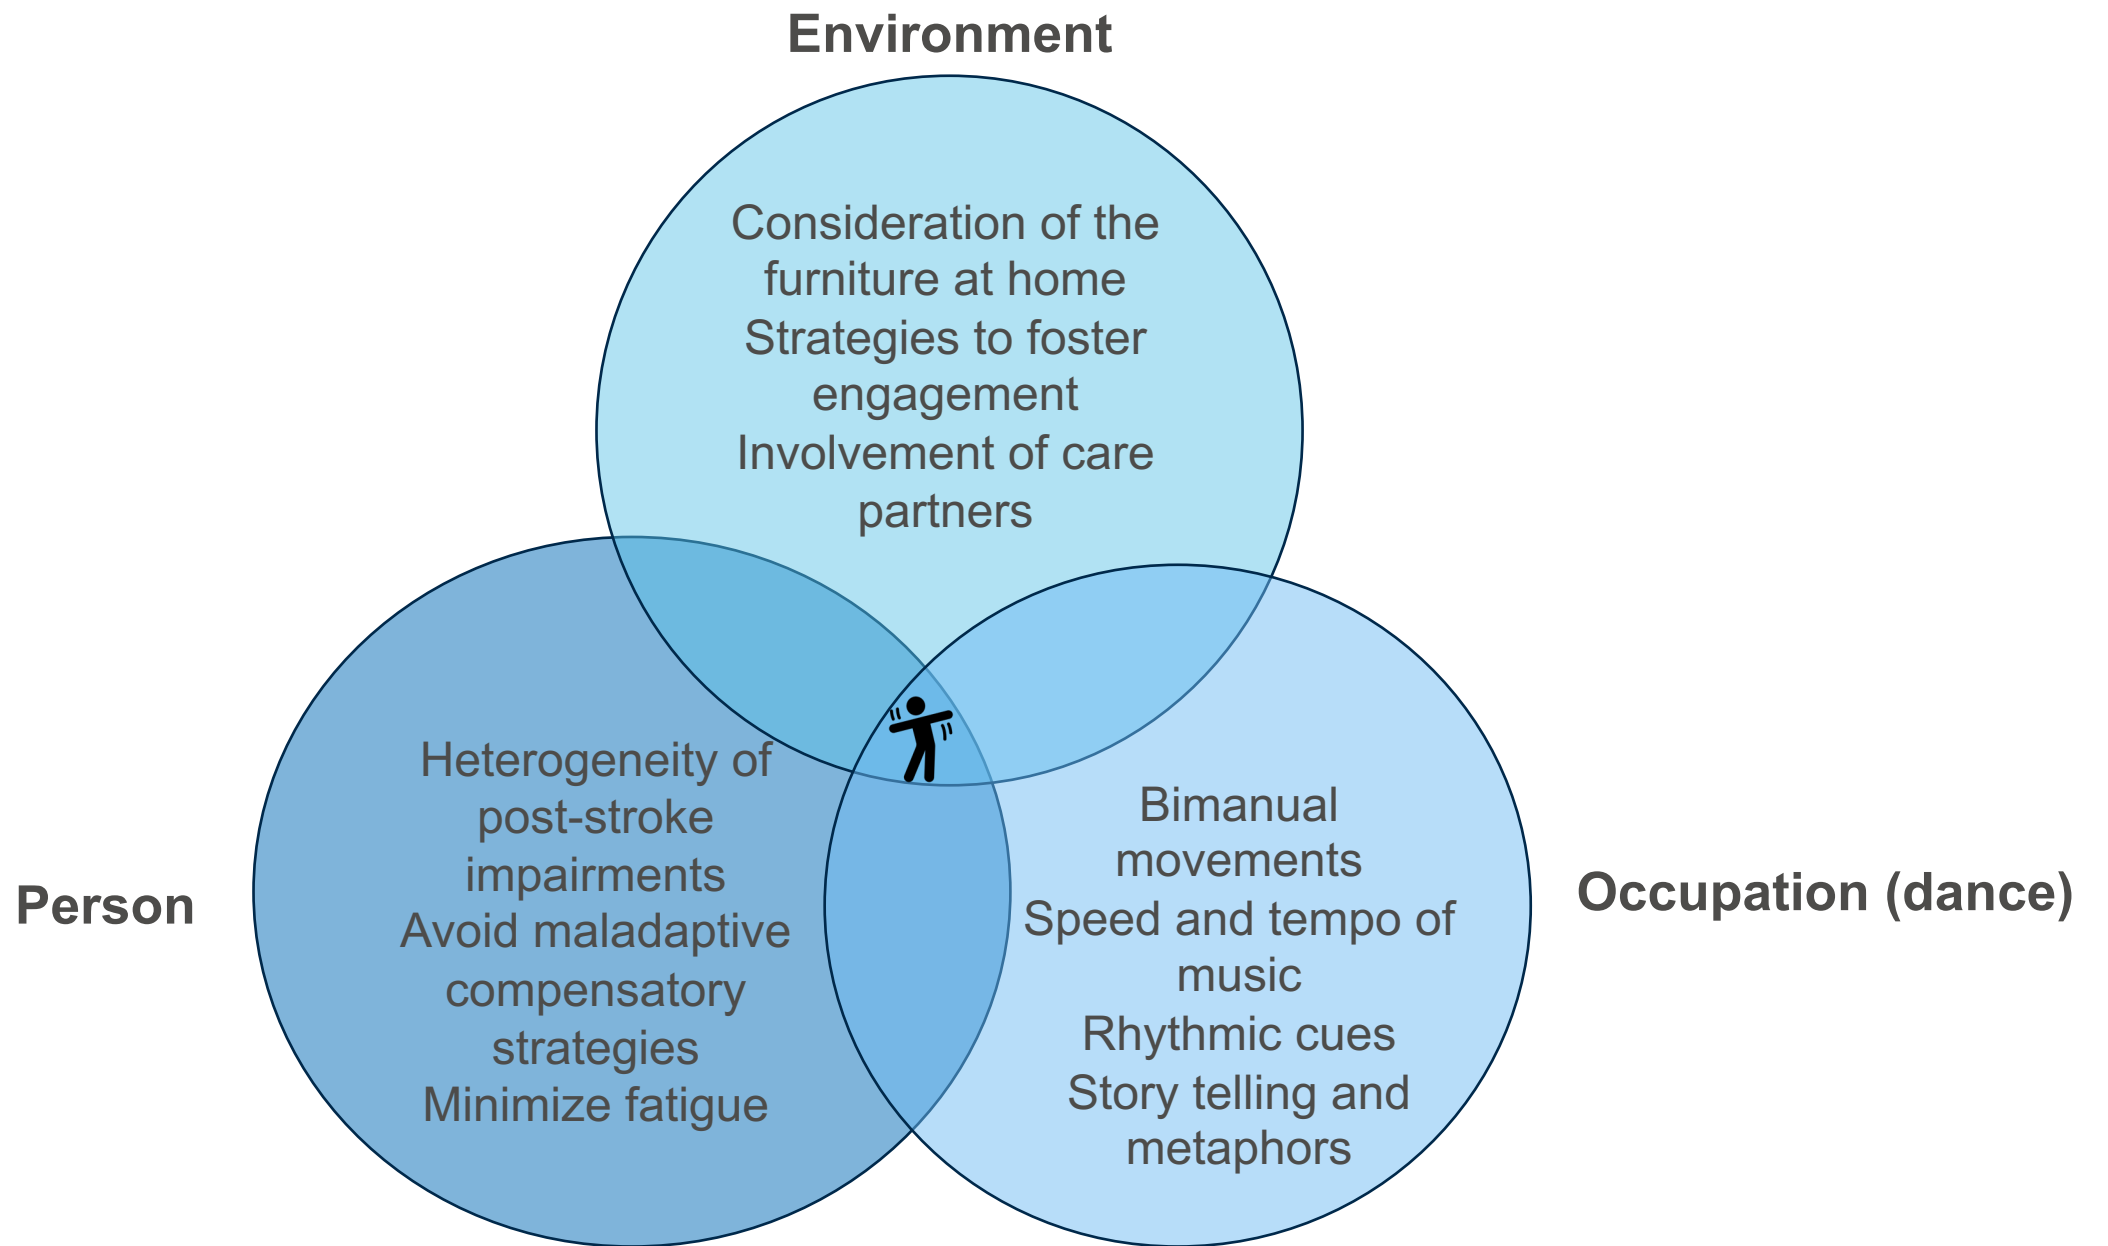 Environment
Consideration of the
furniture at home
Strategies to foster
engagement
Involvement of care
partners
Person
Heterogeneity of
post-stroke
impairments
Avoid maladaptive
compensatory
strategies
Minimize fatigue
Bimanual
movements
Speed and tempo of
music
Rhythmic cues
Story telling and
metaphors
Occupation (dance)